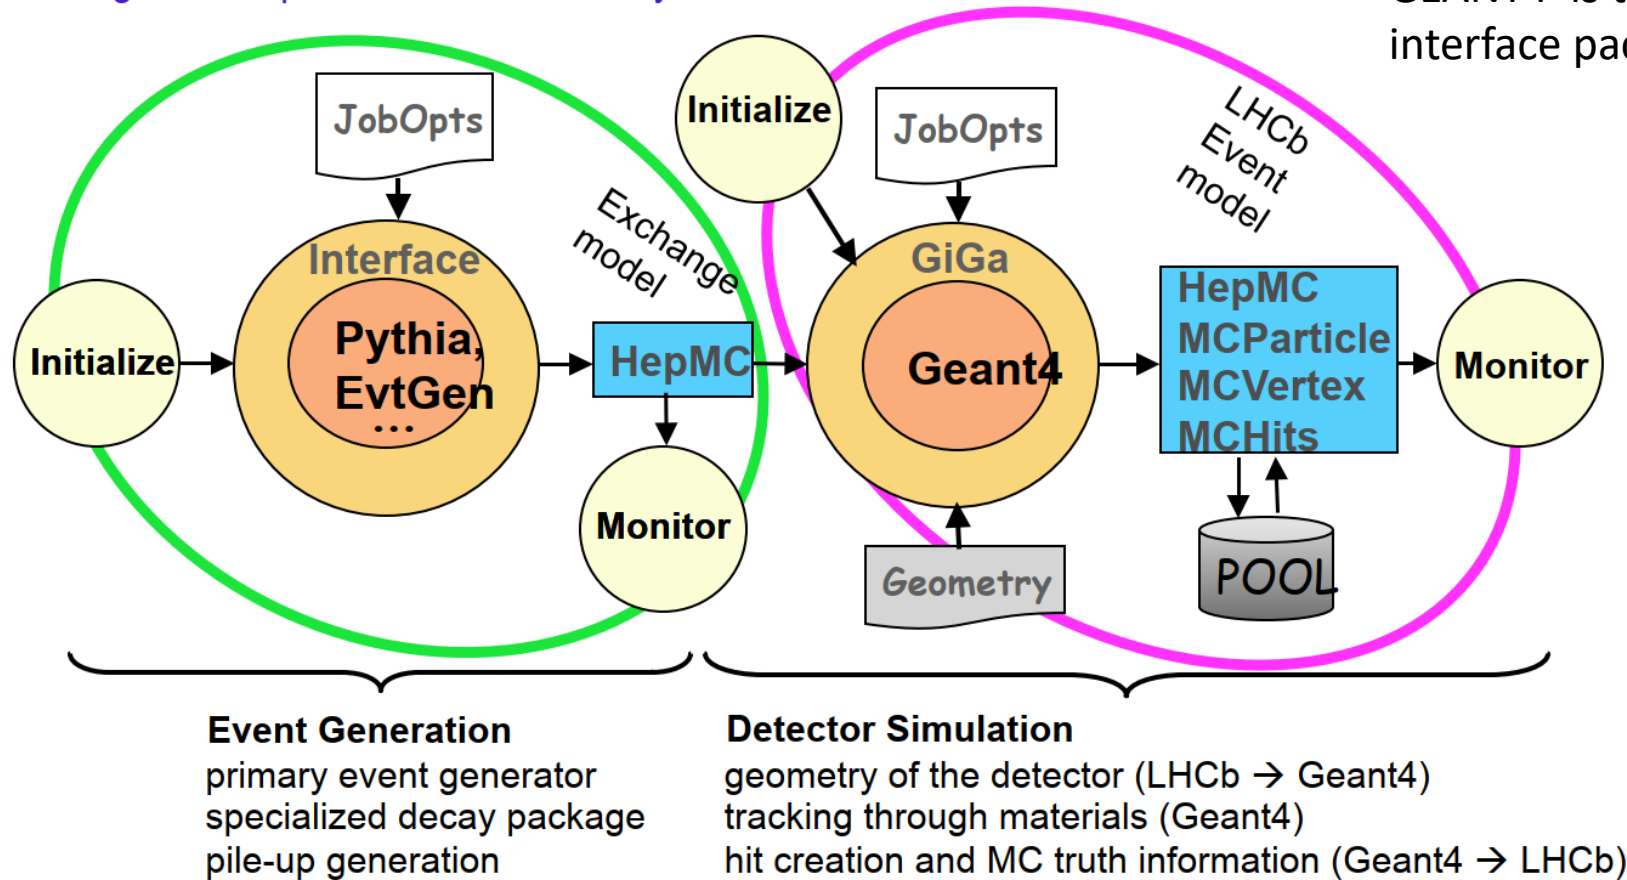 interface
JobOpts
Interface
Pythia,
EvtGen
...
Initialize
Exchange
model
HepMC
Monitor
Initialize
JobOpts
GiGa
Geant4
Geometry
LHCb
Event
model
HepMC
MCParticle
MCVertex
MCHits
POOL
Monitor
Event Generation
primary event generator
specialized decay package
pile-up generation
Detector Simulation
geometry of the detector (LHCb → Geant4)
tracking through materials (Geant4)
hit creation and MC truth information (Geant4 → LHCb)